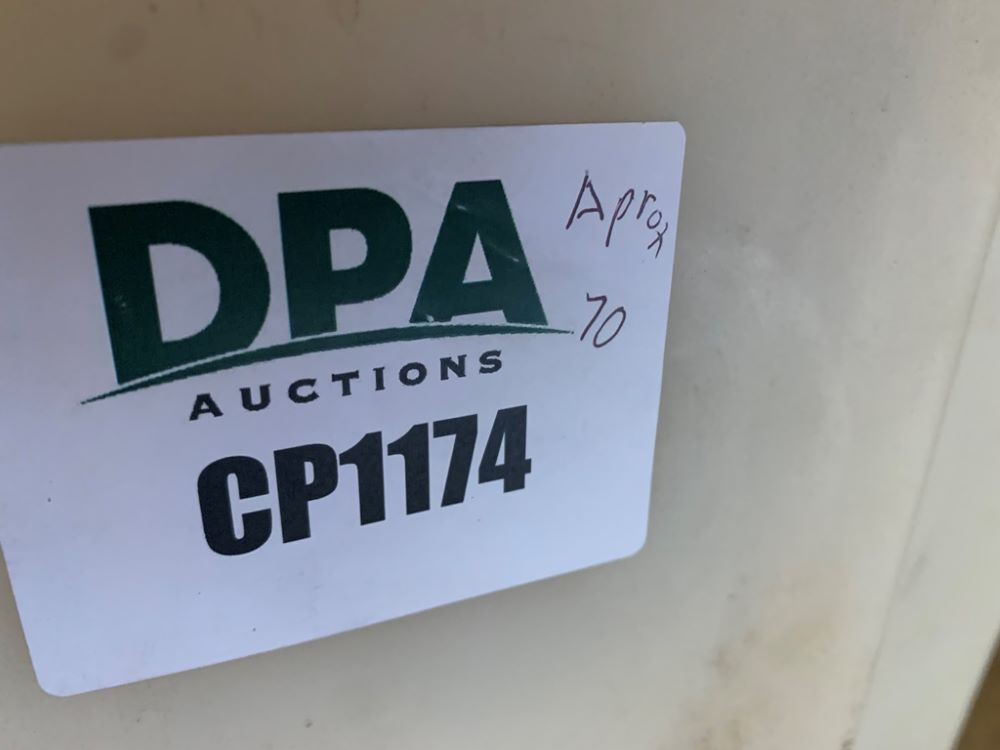 DPA
AUCTIONS
CP1174
Aprox
70